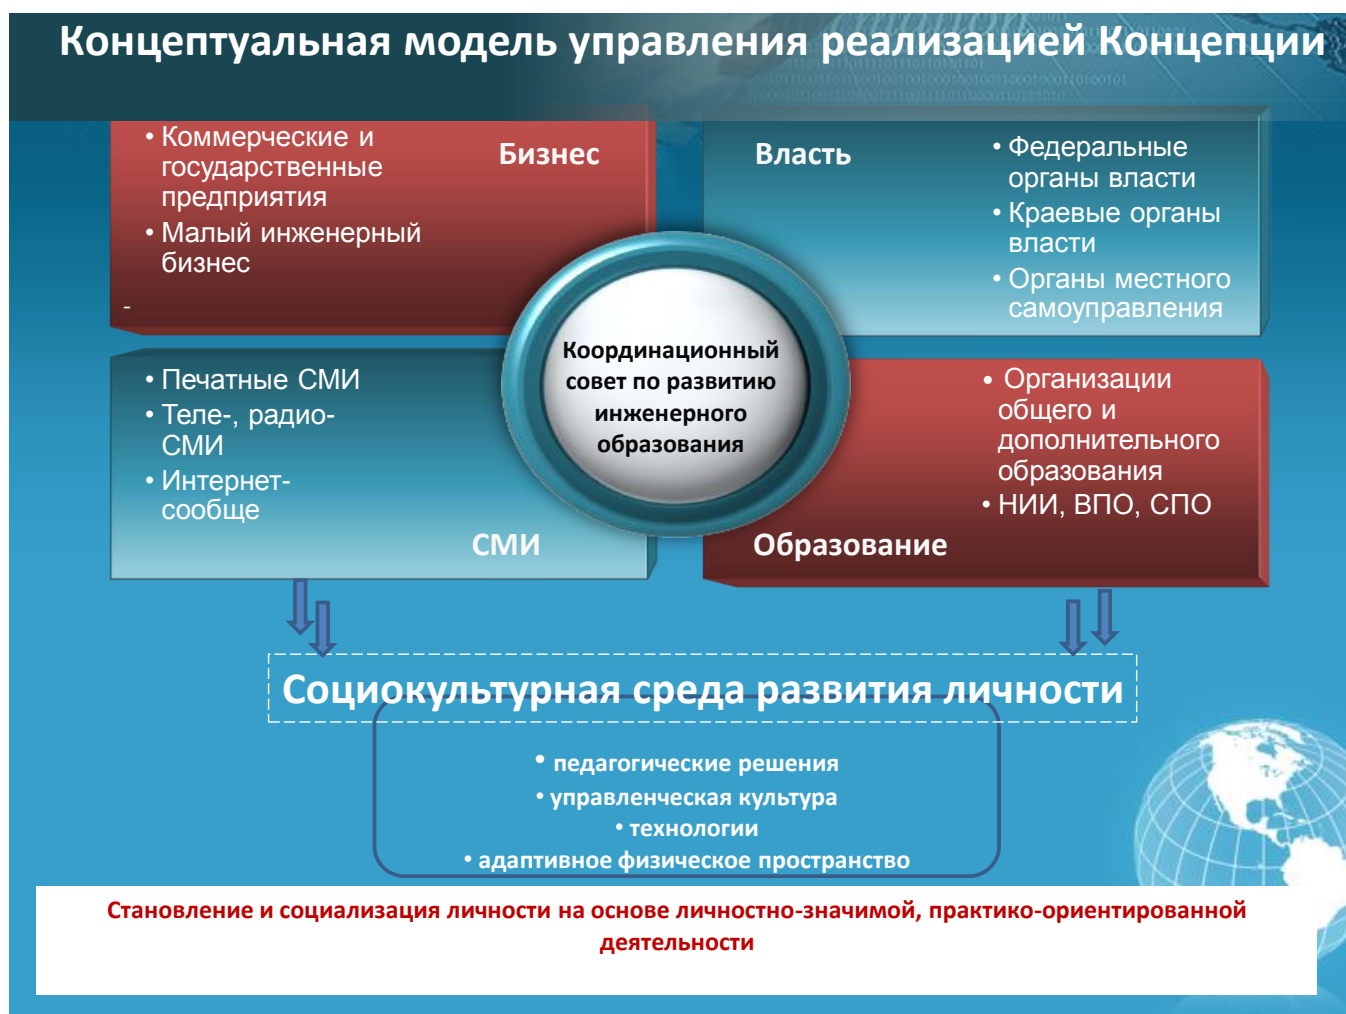 Концептуальная модель управления реализацией Концепции
• Коммерческие и
государственные
предприятия
• Малый инженерный
бизнес
-
Бизнес
Власть
• Федеральные
органы власти
• Краевые органы
власти
• Органы местного
самоуправления
Координационный
совет по развитию
инженерного
образования
• Печатные СМИ
• Теле-, радио-
СМИ
• Интернет-
сообще
СМИ
• Организации
общего и
дополнительного
образования
• НИИ, ВПО, СПО
Образование
Социокультурная среда развития личности
• педагогические решения
• управленческая культура
• технологии
• адаптивное физическое пространство
Становление и социализация личности на основе личностно-значимой, практико-ориентированной
деятельности